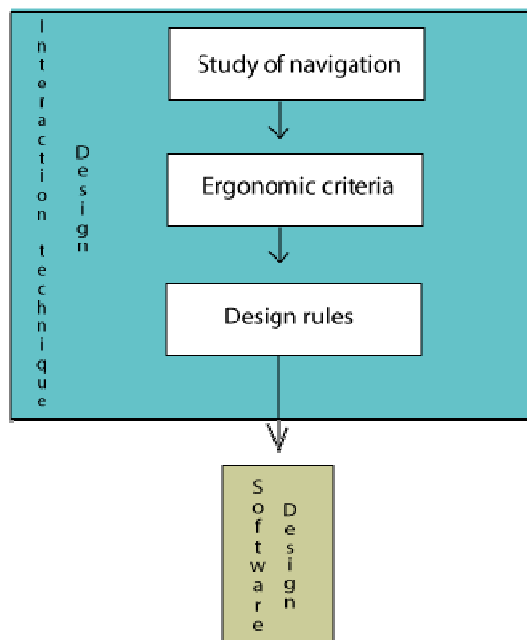 Interaction technique
Design
Study of navigation
Ergonomic criteria
Design rules
Software
Design